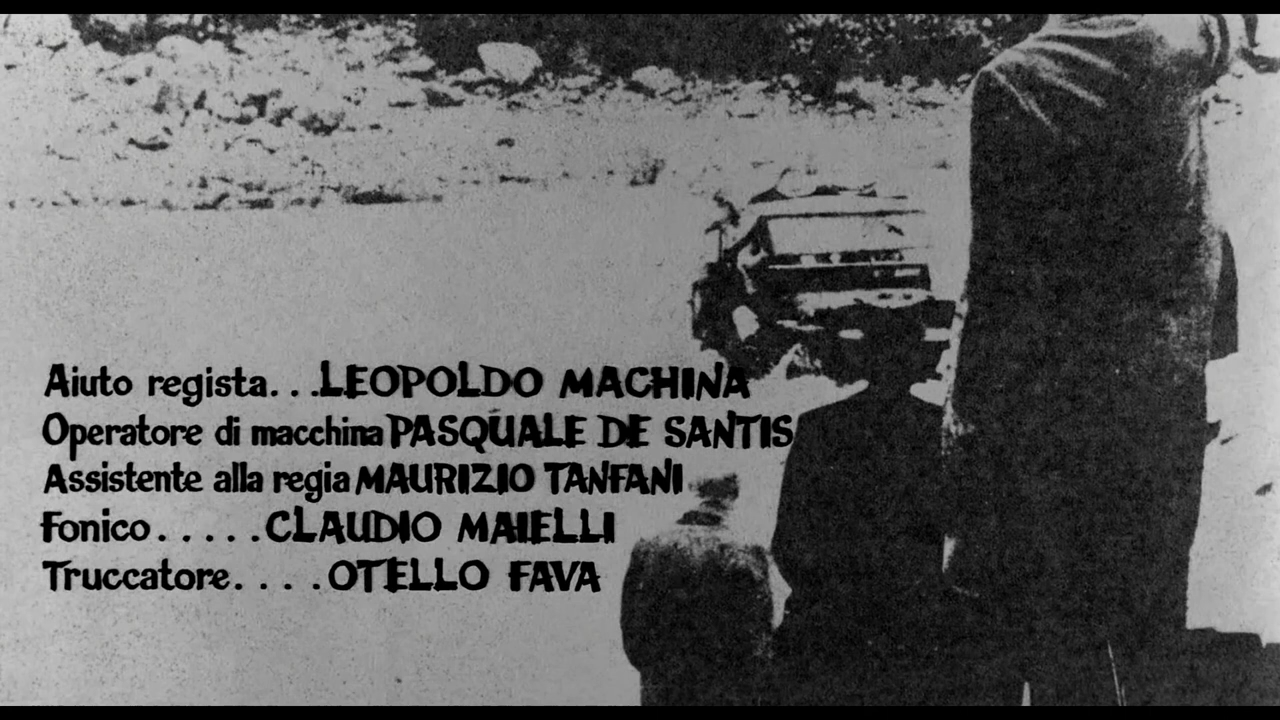 Aiuto regista. . .LEOPOLDO MACHINA
Operatore di macchina PASQUALE DE SANTIS
Assistente alla regia MAURIZIO TANFANI
Fonico . . . . . CLAUDIO MAIELLI
Truccatore. . . . OTELLO FAVA